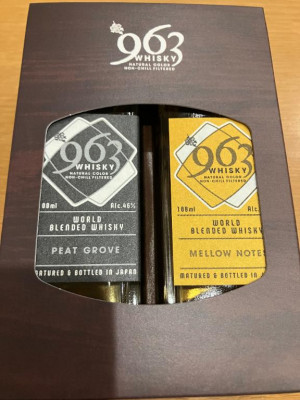 963
WHISKY
NATURAL COLOR
NON-CHILL FILTERED
963
WHISKY
NATURAL COLOR
NON-CHILL FILTERED
Alc.46%
WORLD
BLENDED WHISKY
PEAT GROVE
MATURED & BOTTLED IN JAPAN
963
WHISKY
NATURAL COLOR
NON-CHILL FILTERED
180ml Alc.
WORLD
BLENDED WHISKY
MELLOW NOTES
MATURED & BOTTLED IN